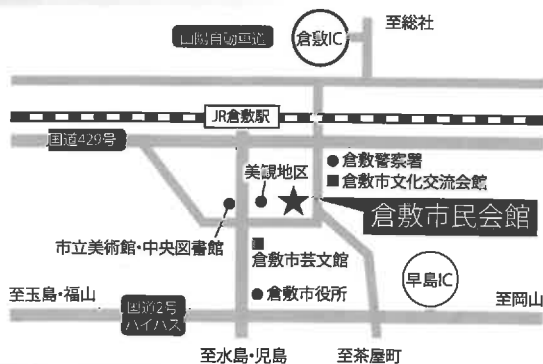 至総社
山陽自動車道
倉敷IC
JR倉敷駅
国道429号
美観地区
倉敷警察署
倉敷市文化交流会館
倉敷市民会館
市立美術館・中央図書館
倉敷市芸文館
早島IC
至玉島・福山
国道2号
バイパス
倉敷市役所
至岡山
至水島・児島
至茶屋町